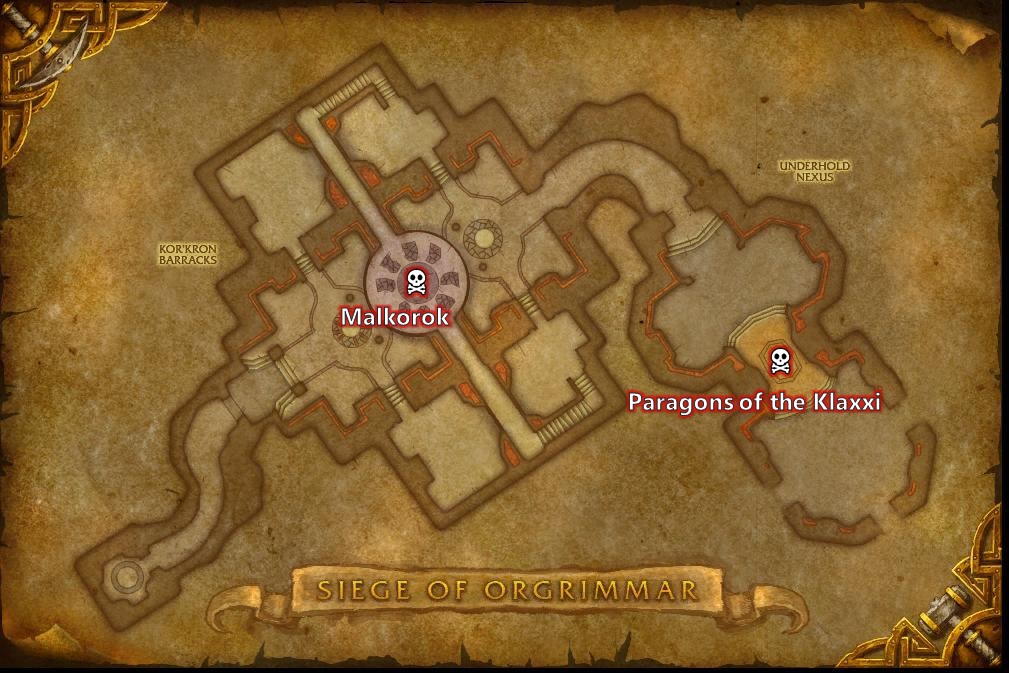 UNDERHOLD
NEXUS
KOR'KRON
BARRACKS
Malkorok
Paragons of the Klaxxi
SIEGE OF ORGRIMMAR